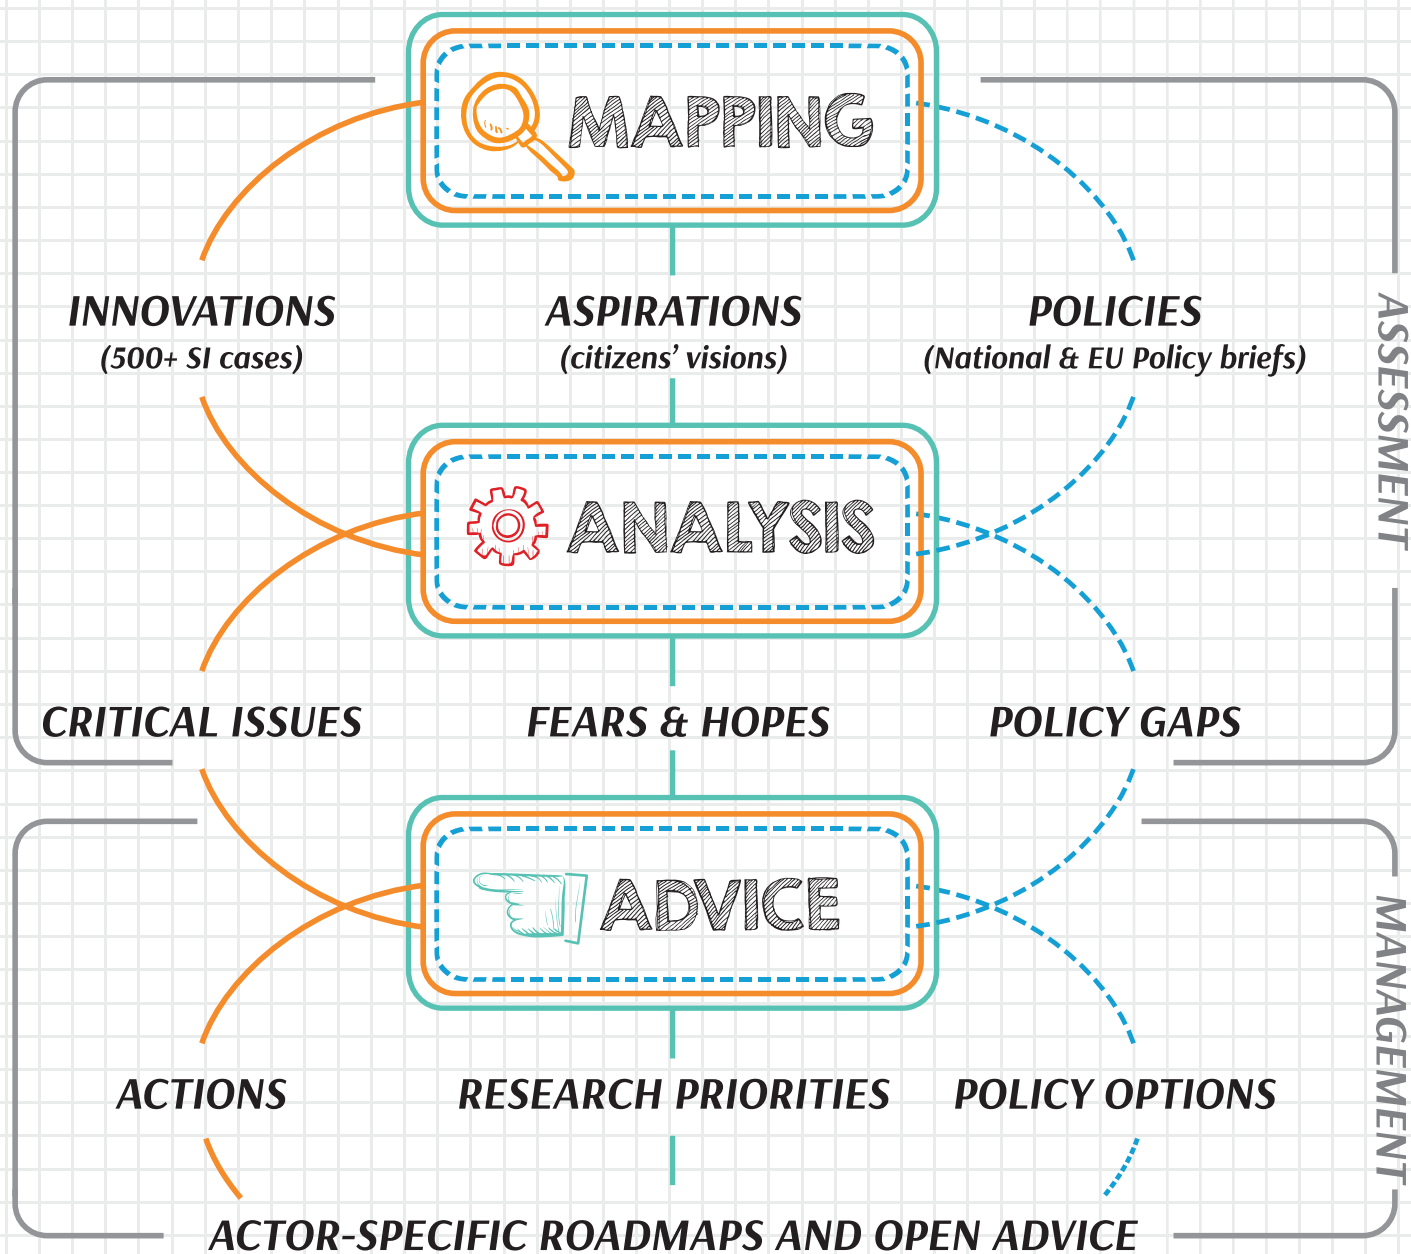 MAPPING
INNOVATIONS
(500+ SI cases)
ASPIRATIONS
(citizens’ visions)
POLICIES
(National & EU Policy briefs)
ASSESSMENT
ANALYSIS
CRITICAL ISSUES
FEARS & HOPES
POLICY GAPS
ADVICE
MANAGEMENT
ACTIONS
RESEARCH PRIORITIES
POLICY OPTIONS
ACTOR-SPECIFIC ROADMAPS AND OPEN ADVICE